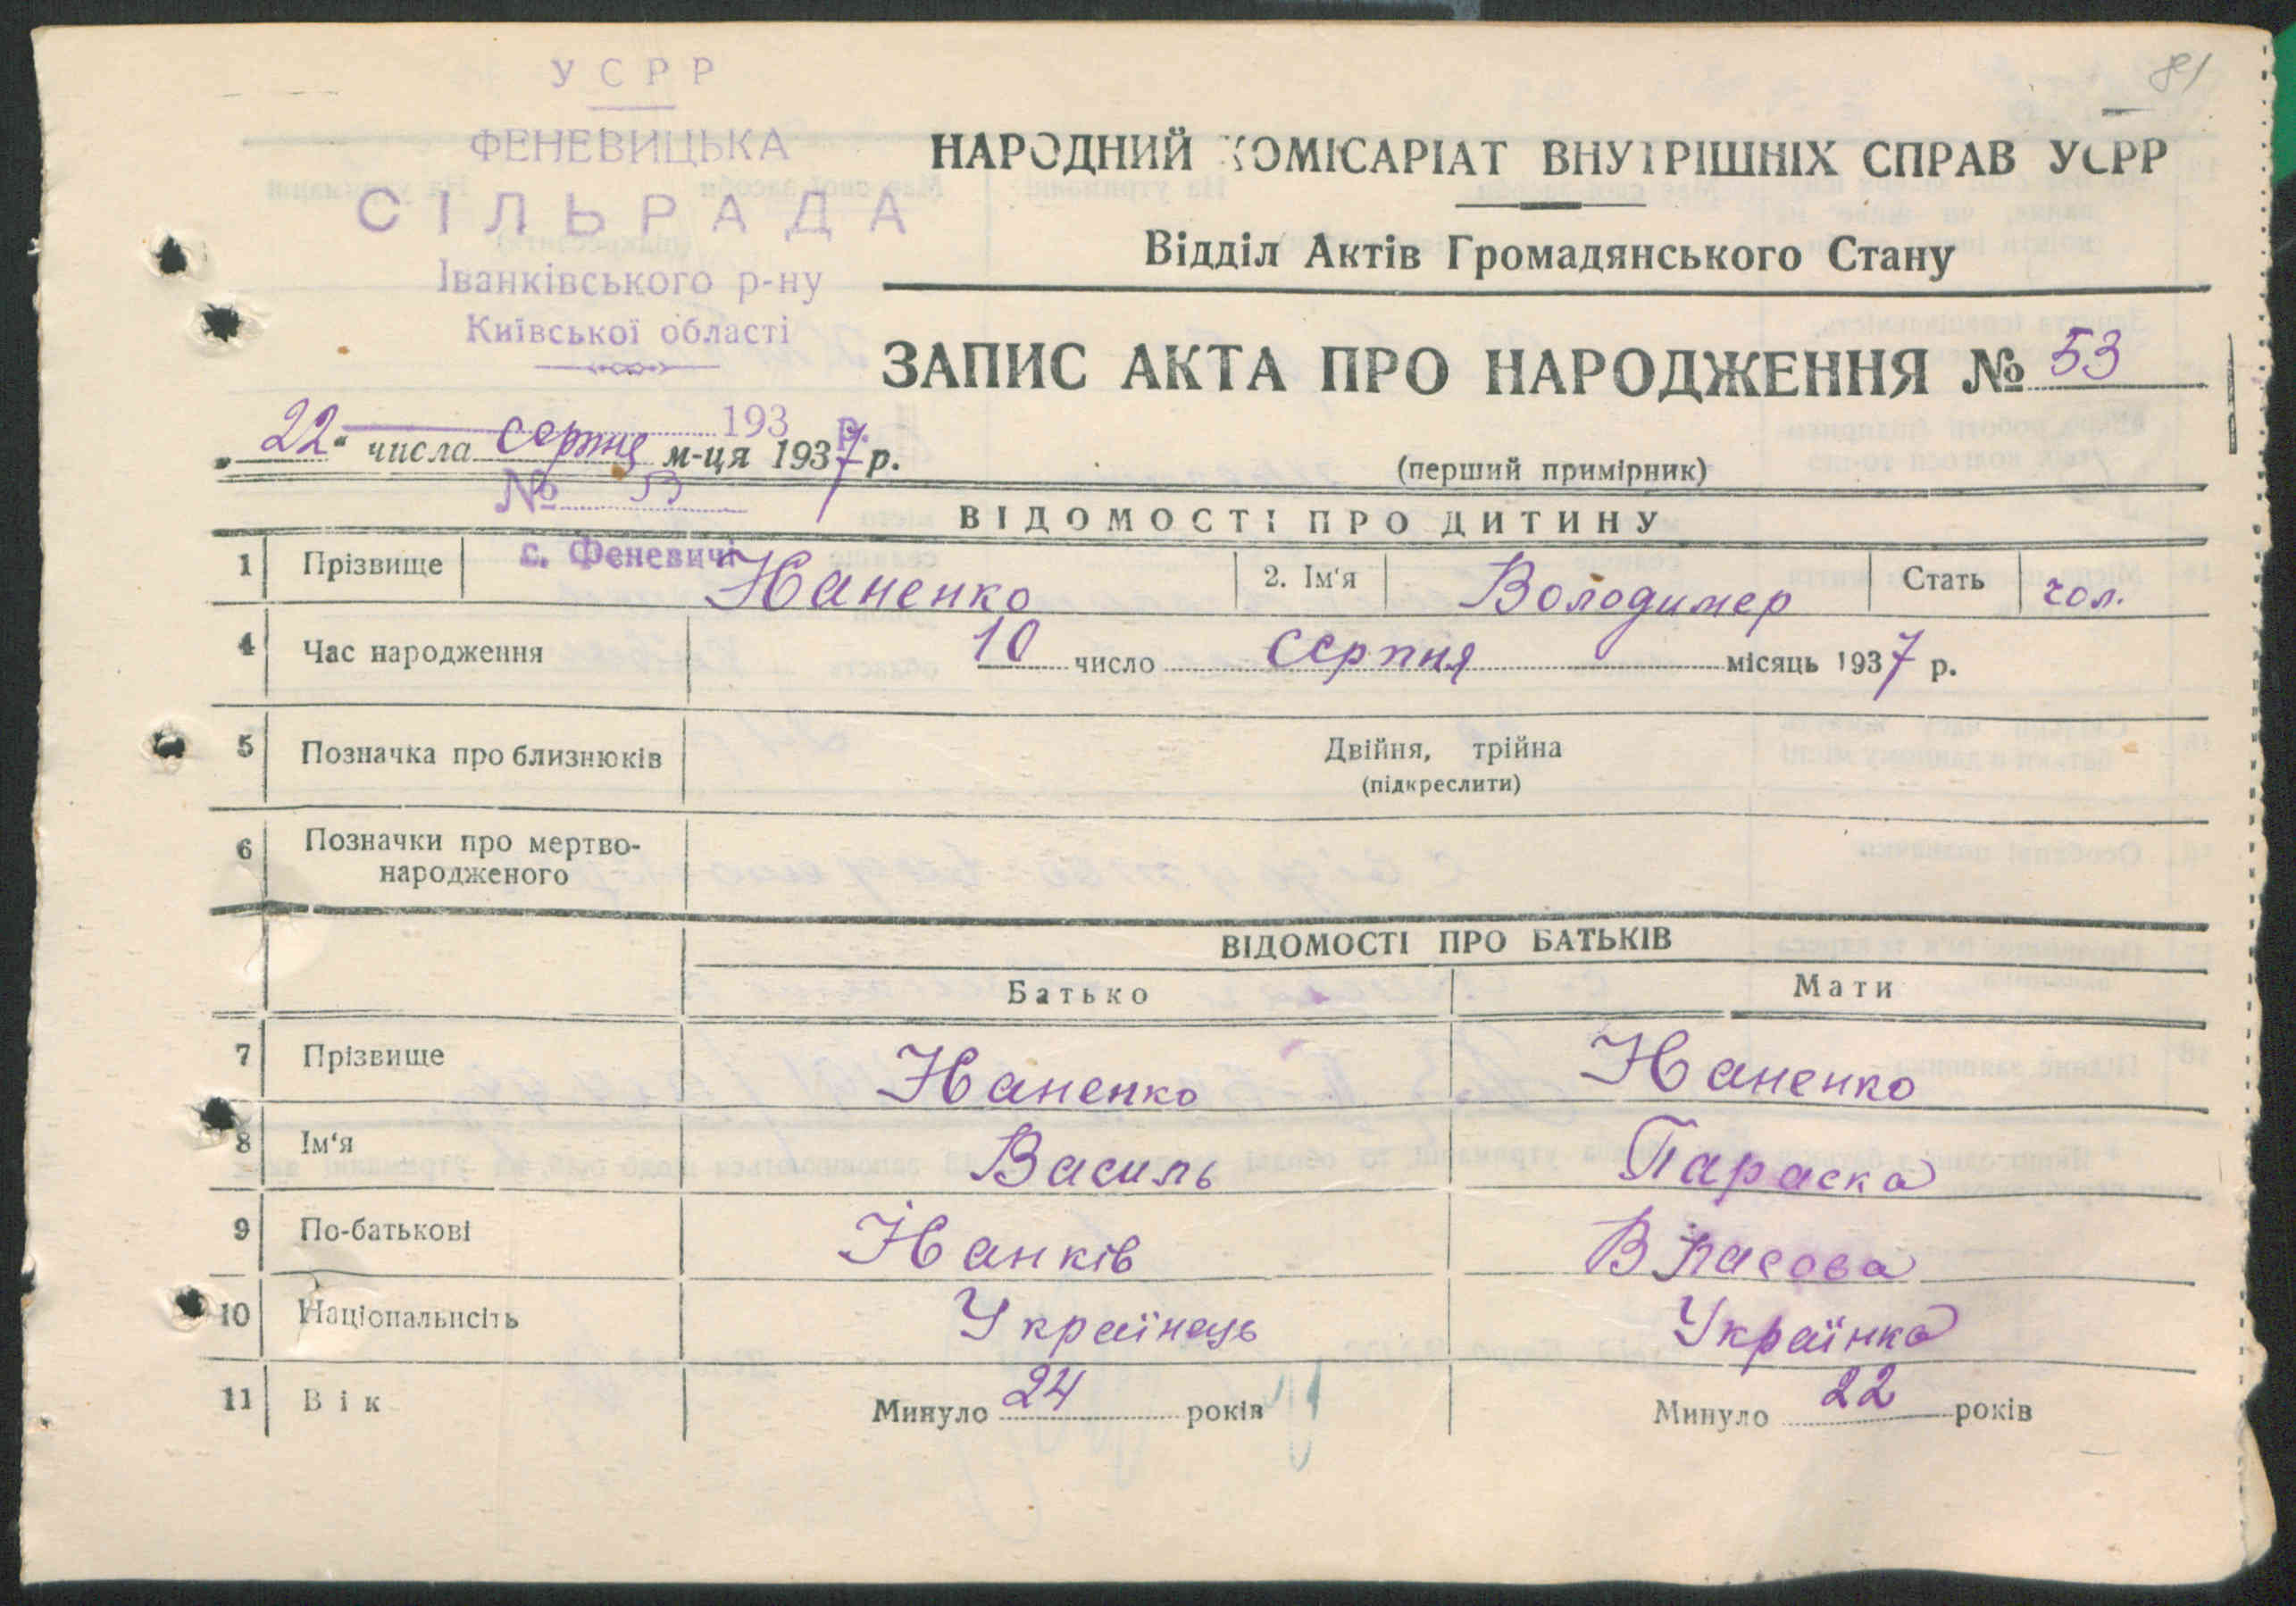 81
УСРР
ФЕНЕВИЦЬКА
СІЛЬРАДА
Іванківського р-ну
Київської області
193 р.
№ 53
с. Феневичі
НАРОДНИЙ КОМІСАРІАТ ВНУТРІШНІХ СПРАВ УСРР
Відділ Актів Громадянського Стану
ЗАПИС АКТА ПРО НАРОДЖЕННЯ № 53
„22“ числа серпня м-ця 1937 р.
(перший примірник)
ВІДОМОСТІ ПРО ДИТИНУ
1 Прізвище Наненко 2. Ім'я Володимер Стать чол.
4 Час народження 10 число Серпня місяць 1937 р.
5 Позначка про близнюків Двійня, трійна
(підкреслити)
6 Позначки про мертво-
народженого
ВІДОМОСТІ ПРО БАТЬКІВ
Батько Мати
7 Прізвище Наненко Наненко
8 Ім‘я Василь Параска
9 По-батькові Власова
10 Національнсіть Українець Українка
11 Вік Минуло 24 років Минуло 22 років